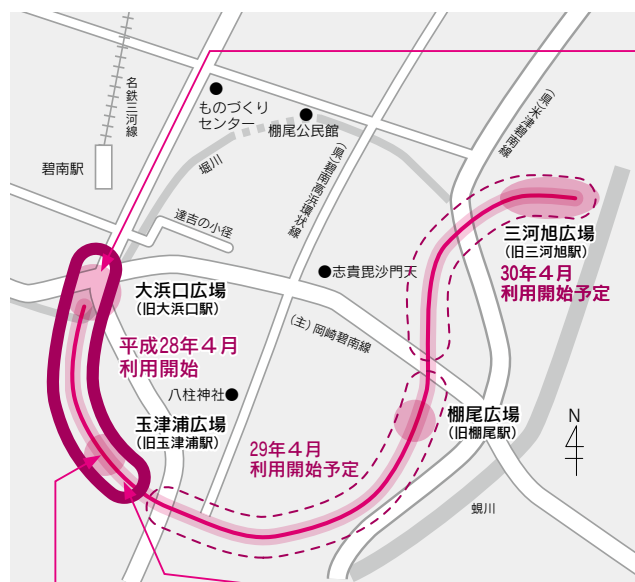 名鉄三河線
碧南駅
ものづくり
センター
棚尾公民館
堀川
(県)碧南高浜環状線
(県)米津碧南線
達吉の小径
三河旭広場
(旧三河旭駅)
30年4月
利用開始予定
志貴毘沙門天
大浜口広場
(旧大浜口駅)
(主)岡崎碧南線
平成28年4月
利用開始
八柱神社
玉津浦広場
(旧玉津浦駅)
棚尾広場
(旧棚尾駅)
29年4月
利用開始予定
N
蜆川